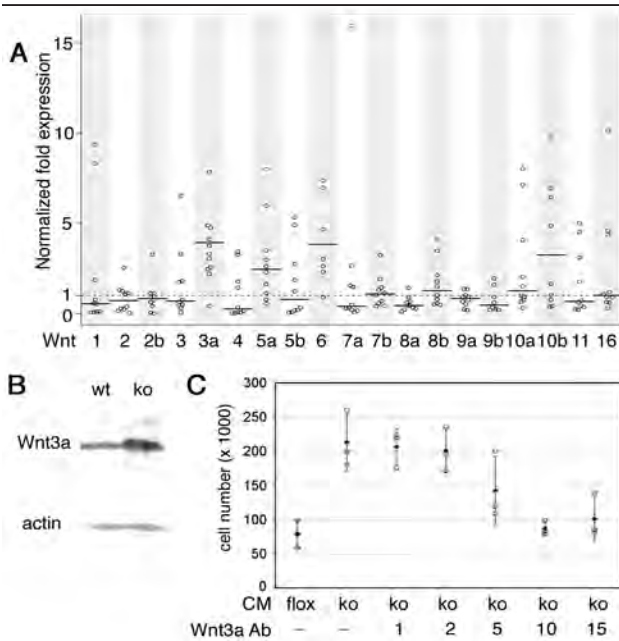 A
Normalized fold expression
15
10
5
1
0
Wnt 1 2 2b 3 3a 4 5a 5b 6 7a 7b 8a 8b 9a 9b 10a 10b 11 16
B
wt ko
Wnt3a
actin
C
cell number (x 1000)
300
250
200
150
100
50
0
CM flox ko ko ko ko ko ko
Wnt3a Ab – – 1 2 5 10 15